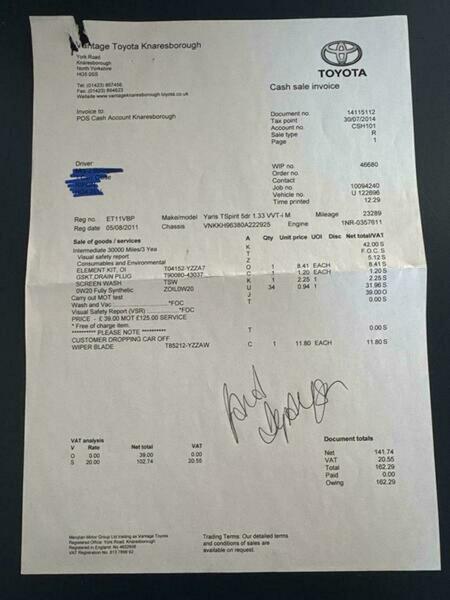 Vantage Toyota Knaresborough
York Road
Knaresborough
North Yorkshire
HG5 0SS
Tel: (01423) 867456
Fax: (01423) 864623
Website www.vantageknaresborough.toyota.co.uk
TOYOTA
Cash sale invoice
Invoice to:
POS Cash Account Knaresborough
Document no. 14115112
Tax point 30/07/2014
Account no. CSH101
Sale type R
Page 1
Driver
WIP no. 46680
Order no.
Contact
Job no 10094240
Vehicle no. U 122696
Time printed 12:29
Reg no. ET11VBP Make/model Yaris TSpirit 5dr 1.33 VVT-i M Mileage 23289
Reg date 05/08/2011 Chassis VNKKH96380A222925 Engine 1NR-0357611
Sale of goods / services A Qty Unit price UOI Disc Net total/VAT
Intermediate 30000 Miles/3 Yea K 42.00 S
Visual safety report T F.O.C. S
Consumables and Environmental Z 5.12 S
ELEMENT KIT, OI T04152-YZZA7 O 1 8.41 EACH 8.41 S
GSKT,DRAIN PLUG T90080-43037 C 1 1.20 EACH 1.20 S
SCREEN WASH TSW K 1 2.25 1 2.25 S
0W20 Fully Synthetic ZOIL0W20 U 34 0.94 1 31.96 S
Carry out MOT test J 39.00 O
Wash and Vac *FOC T 0.00 S
Visual Safety Report (VSR) *FOC
PRICE - £ 39.00 MOT £125.00 SERVICE
* Free of charge item.
********** PLEASE NOTE ********** T 0.00 S
CUSTOMER DROPPING CAR OFF
WIPER BLADE T85212-YZZAW C 1 11.80 EACH 11.80 S
VAT analysis
V Rate Net total VAT
O 0.00 39.00 0.00
S 20.00 102.74 20.55
Document totals
Net 141.74
VAT 20.55
Total 162.29
Paid 0.00
Owing 162.29
Registered Office: York Road, Knaresborough
Trading Terms: Our detailed terms
and conditions of sales are
available on request.